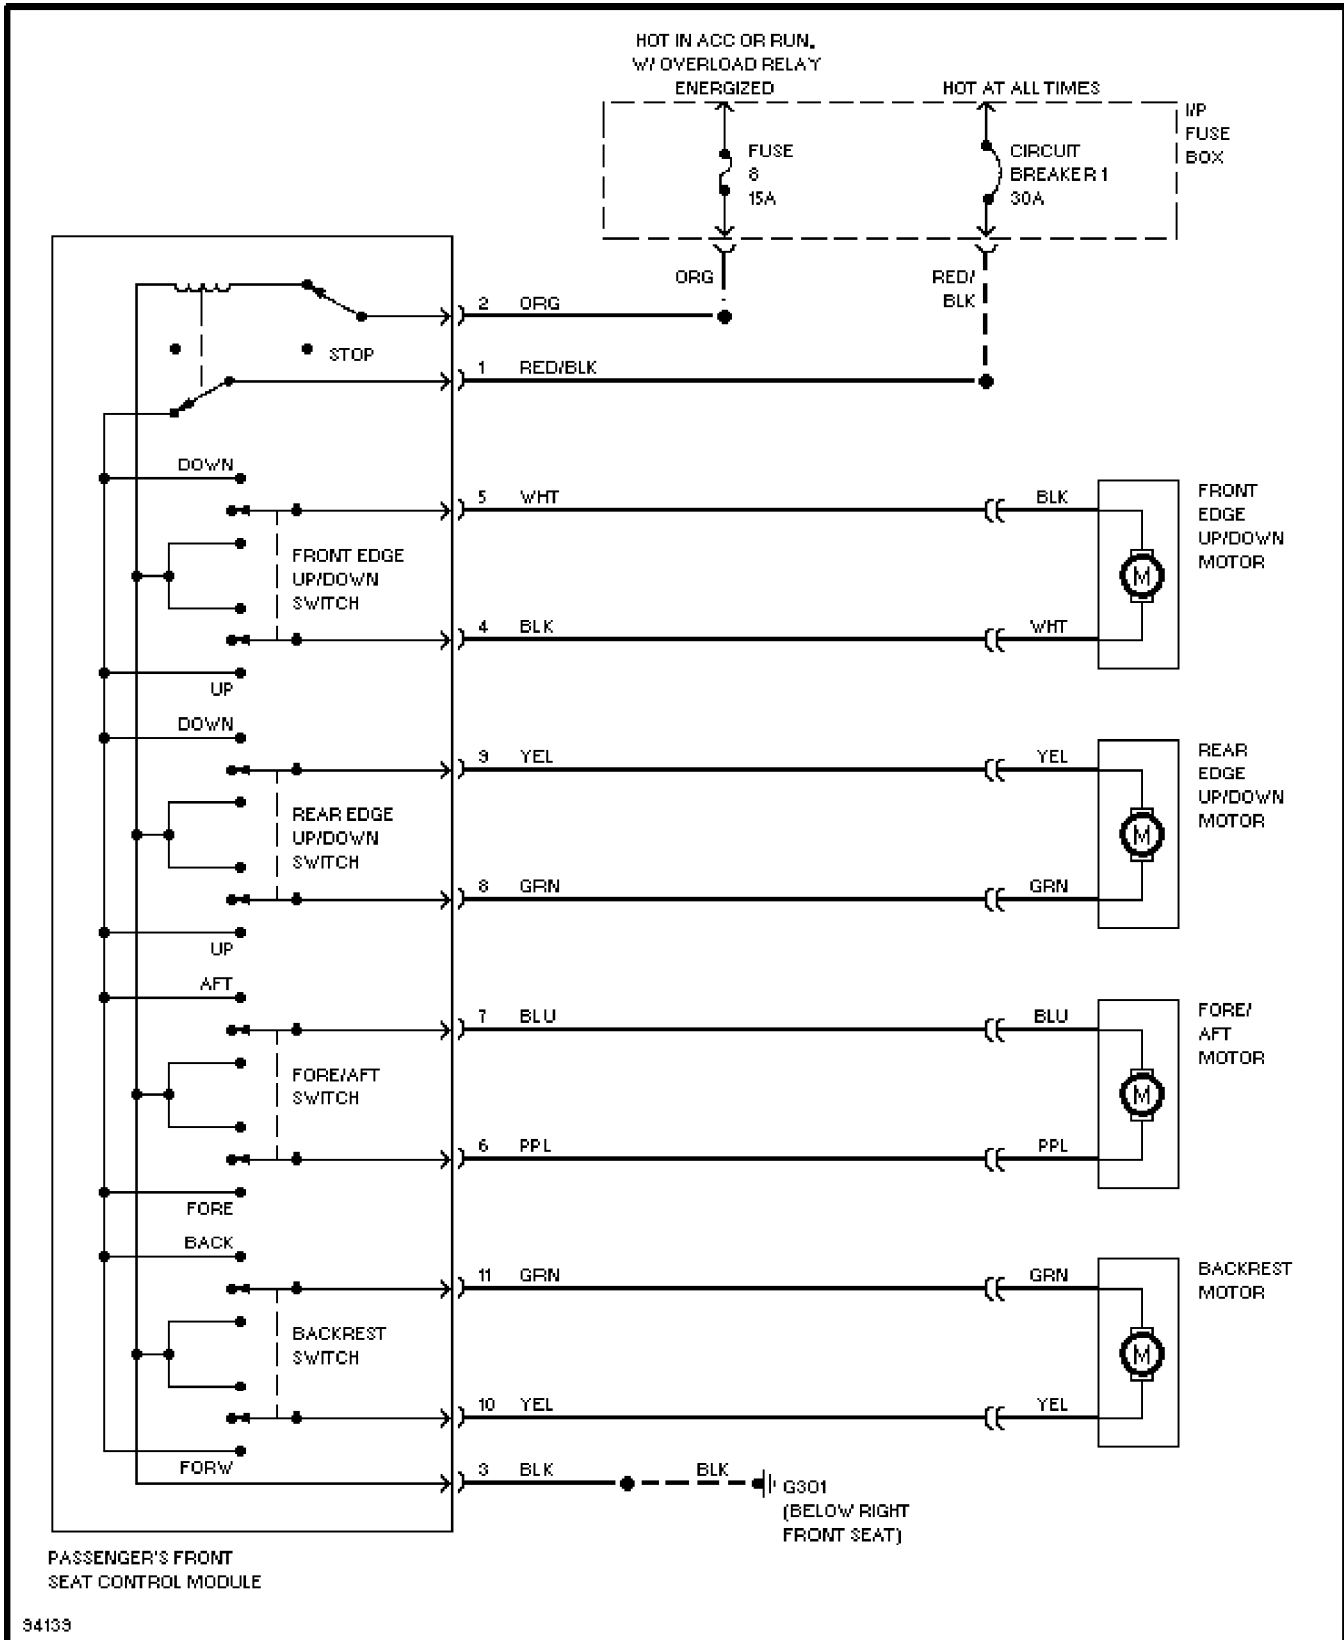 HOT IN ACC OR RUN,
W/ OVERLOAD RELAY
ENERGIZED
HOT AT ALL TIMES
I/P
FUSE
BOX
FUSE
8
15A
CIRCUIT
BREAKER 1
30A
ORG
RED/
BLK
2 ORG
STOP
1 RED/BLK
DOWN
5 WHT
BLK
FRONT
EDGE
UP/DOWN
MOTOR
FRONT EDGE
UP/DOWN
SWITCH
M
4 BLK
WHT
UP
DOWN
9 YEL
YEL
REAR
EDGE
UP/DOWN
MOTOR
REAR EDGE
UP/DOWN
SWITCH
M
8 GRN
GRN
UP
AFT
7 BLU
BLU
FORE/
AFT
MOTOR
FORE/AFT
SWITCH
M
6 PPL
PPL
FORE
BACK
11 GRN
GRN
BACKREST
MOTOR
BACKREST
SWITCH
M
10 YEL
YEL
FORW
3 BLK
BLK
G301
(BELOW RIGHT
FRONT SEAT)
PASSENGER'S FRONT
SEAT CONTROL MODULE
94139